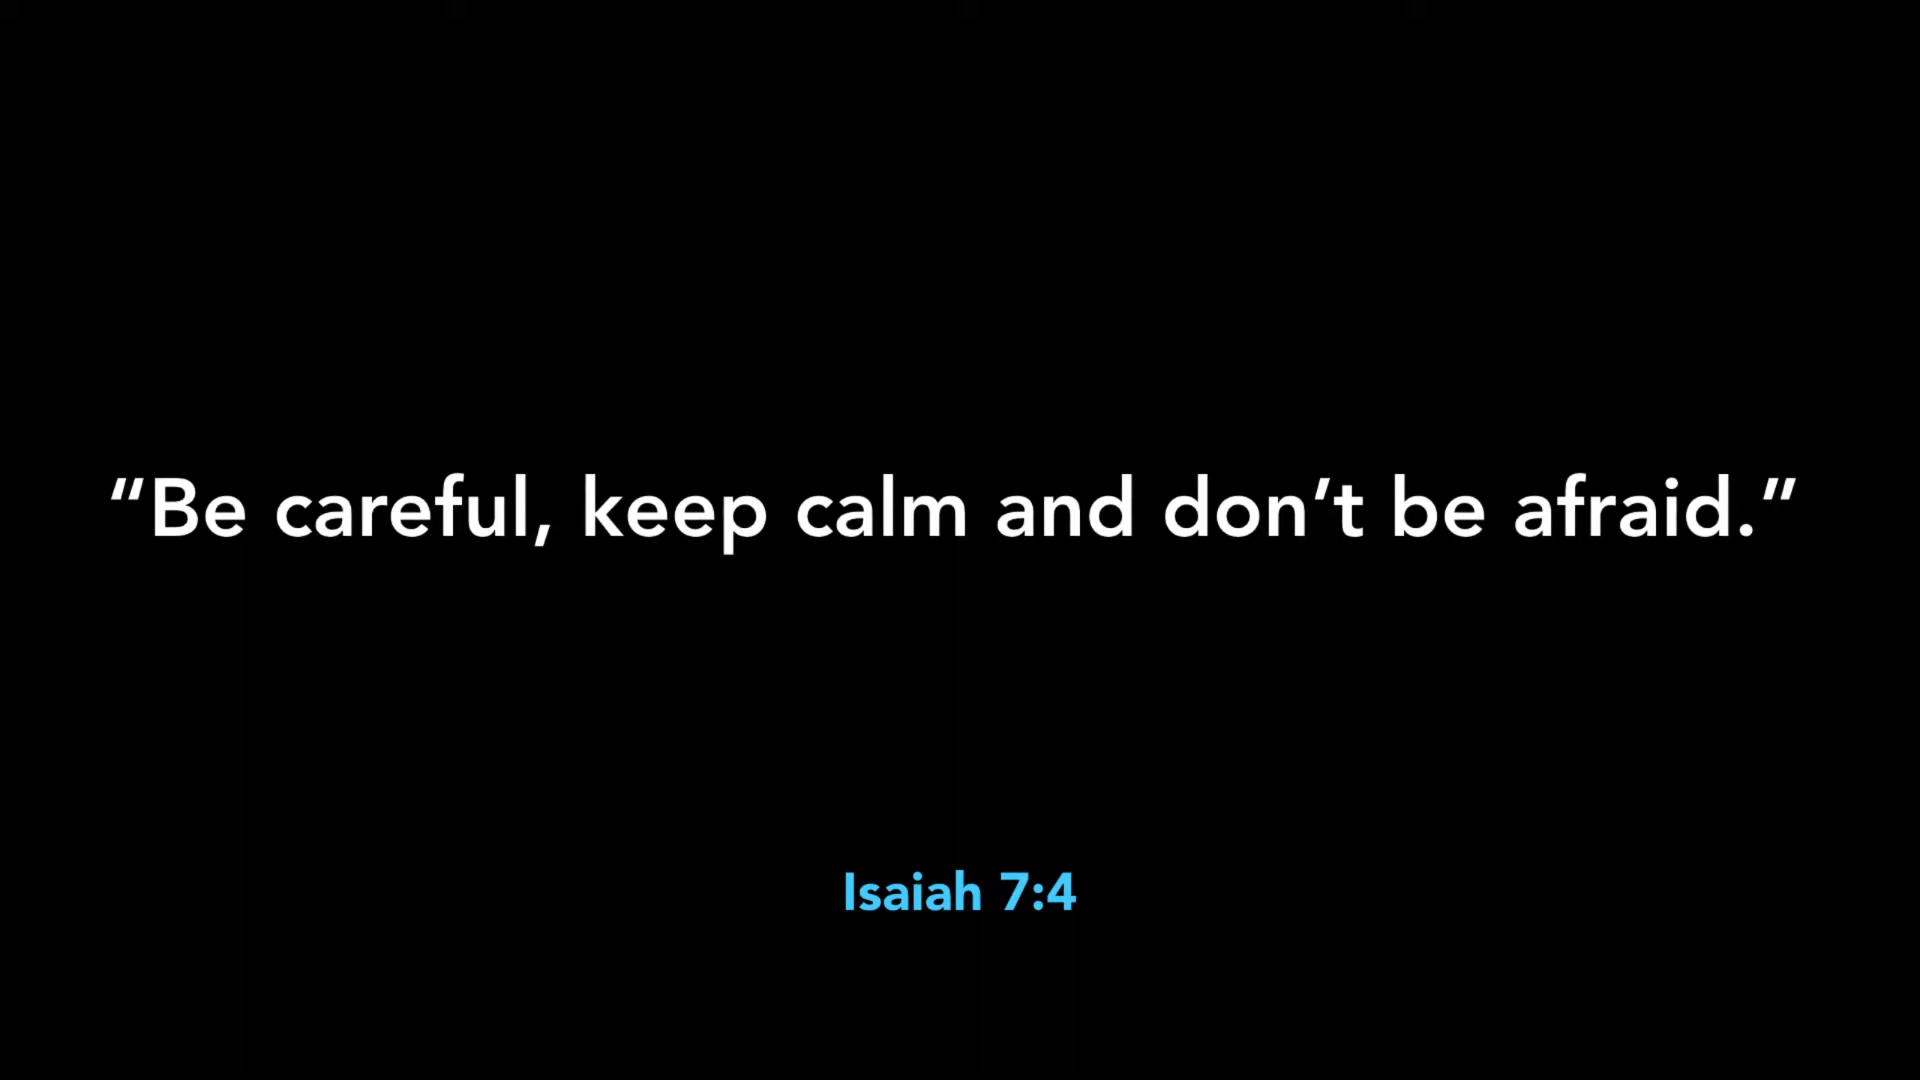 “Be careful, keep calm and don’t be afraid.”
Isaiah 7:4